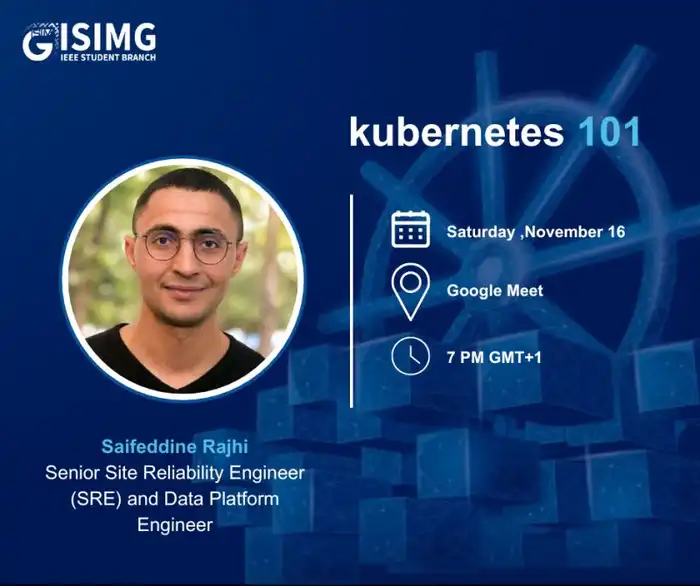 ISIMG
IEEE STUDENT BRANCH
kubernetes 101
Saturday ,November 16
Google Meet
7 PM GMT+1
Saifeddine Rajhi
Senior Site Reliability Engineer
(SRE) and Data Platform
Engineer